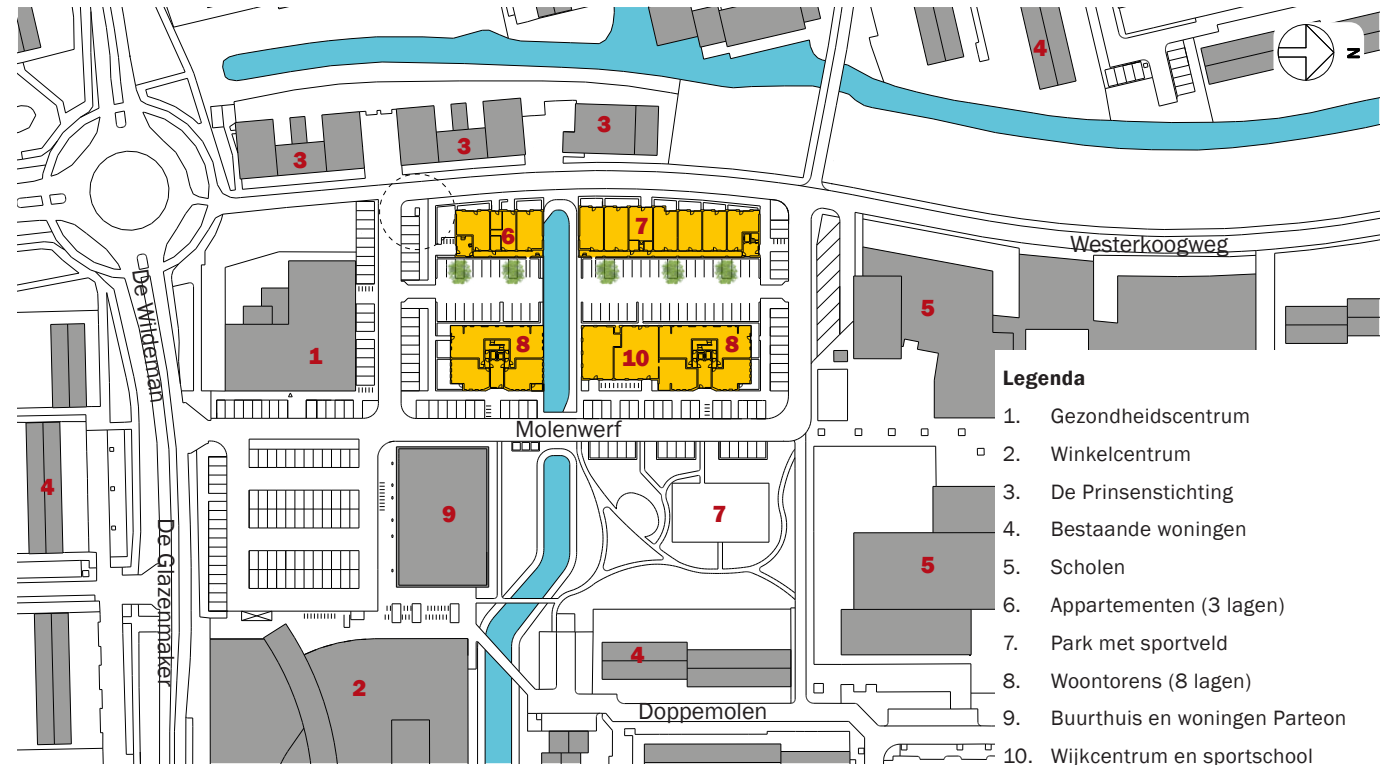 4
N
3
3
3
6
7
Westerkoogweg
De Wildeman
5
1
8
10
8
Legenda
1. Gezondheidscentrum
2. Winkelcentrum
3. De Prinsenstichting
4. Bestaande woningen
5. Scholen
6. Appartementen (3 lagen)
7. Park met sportveld
8. Woontorens (8 lagen)
9. Buurthuis en woningen Parteon
10. Wijkcentrum en sportschool
Molenwerf
4
9
7
De Glazenmaker
5
4
2
Doppemolen